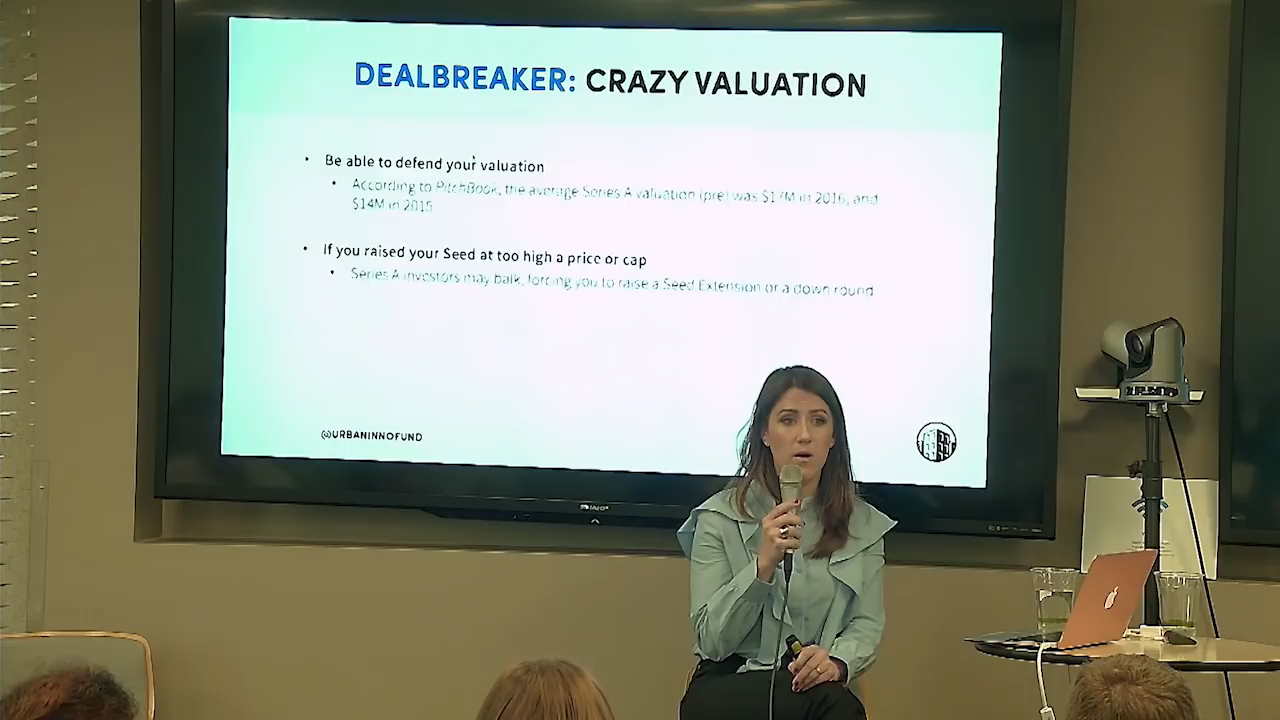 DEALBREAKER: CRAZY VALUATION
• Be able to defend your valuation
• According to PitchBook, the average Series A valuation (pre) was $17M in 2016, and
$14M in 2015
• If you raised your Seed at too high a price or cap
• Series A investors may balk, forcing you to raise a Seed Extension or a down round
@URBANINNOFUND